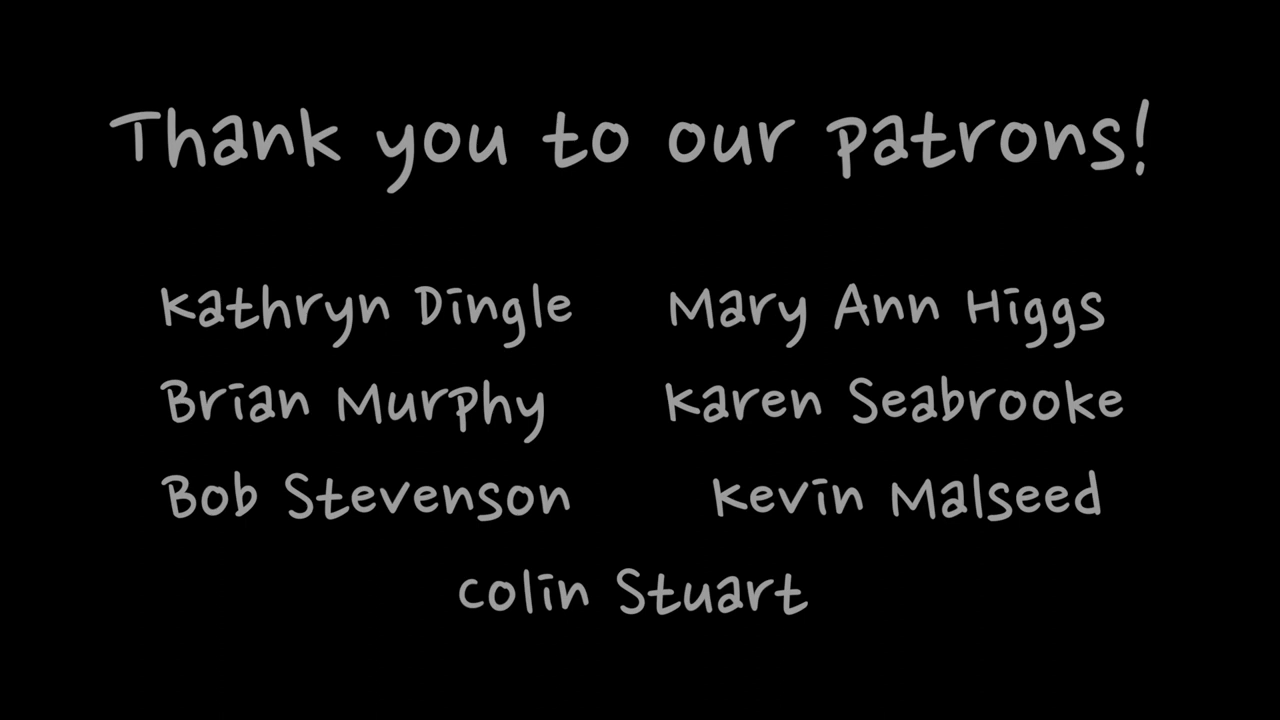 Thank you to our patrons!
Kathryn Dingle Mary Ann Higgs
Brian Murphy Karen Seabrooke
Bob Stevenson Kevin Malseed
Colin Stuart